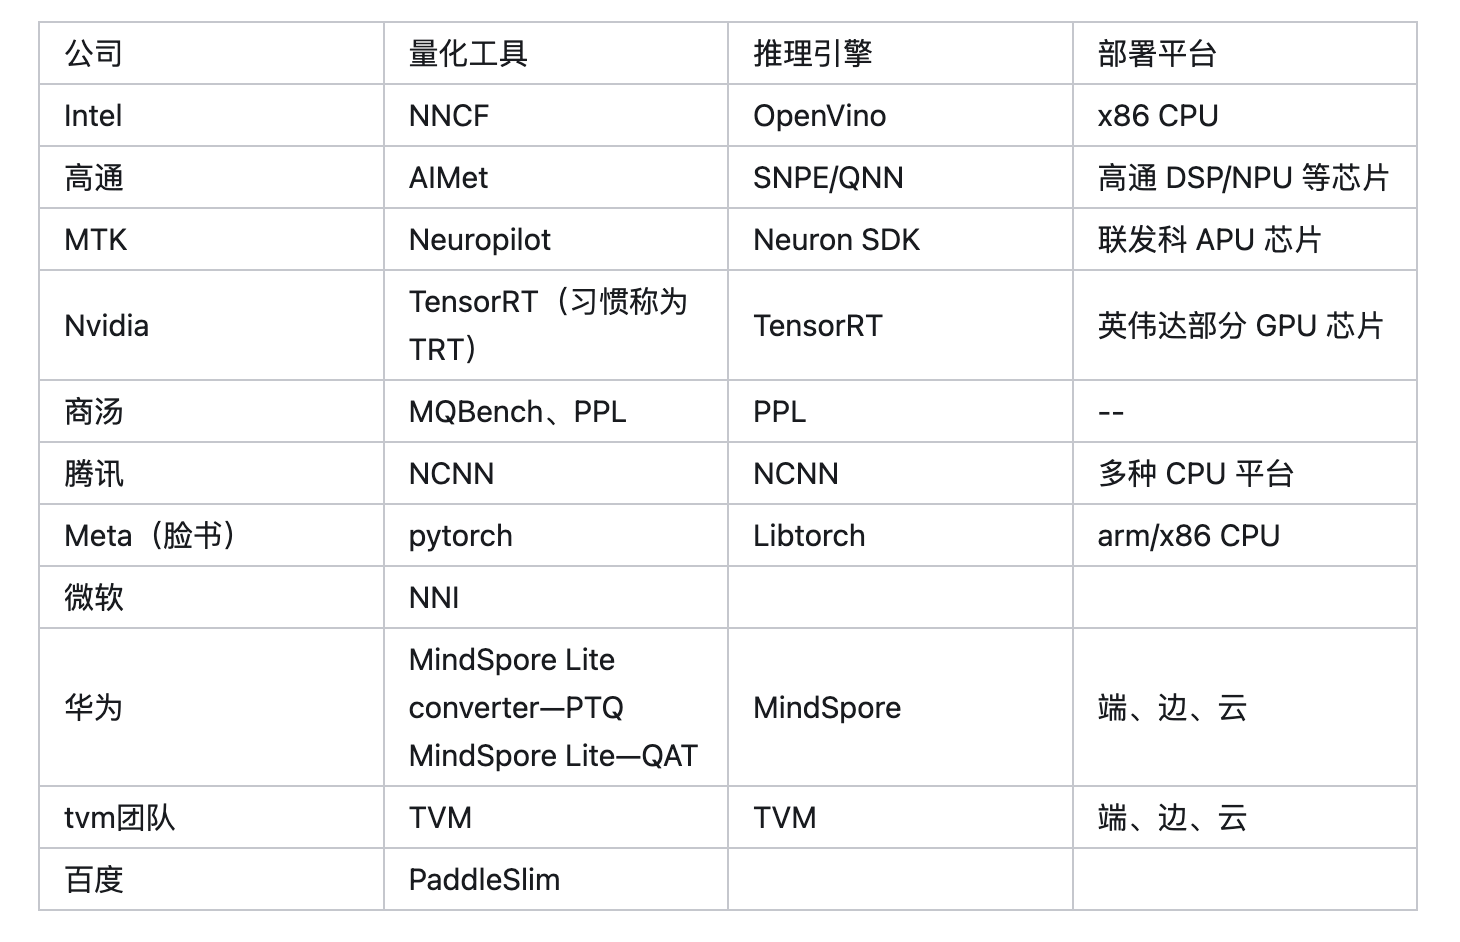 公司 量化工具 推理引擎 部署平台
Intel NNCF OpenVino x86 CPU
高通 AIMet SNPE/QNN 高通 DSP/NPU 等芯片
MTK Neuropilot Neuron SDK 联发科 APU 芯片
Nvidia TensorRT（习惯称为
TRT） TensorRT 英伟达部分 GPU 芯片
商汤 MQBench、PPL PPL --
腾讯 NCNN NCNN 多种 CPU 平台
Meta（脸书） pytorch Libtorch arm/x86 CPU
微软 NNI
华为 MindSpore Lite
converter—PTQ
MindSpore Lite—QAT MindSpore 端、边、云
tvm团队 TVM TVM 端、边、云
百度 PaddleSlim